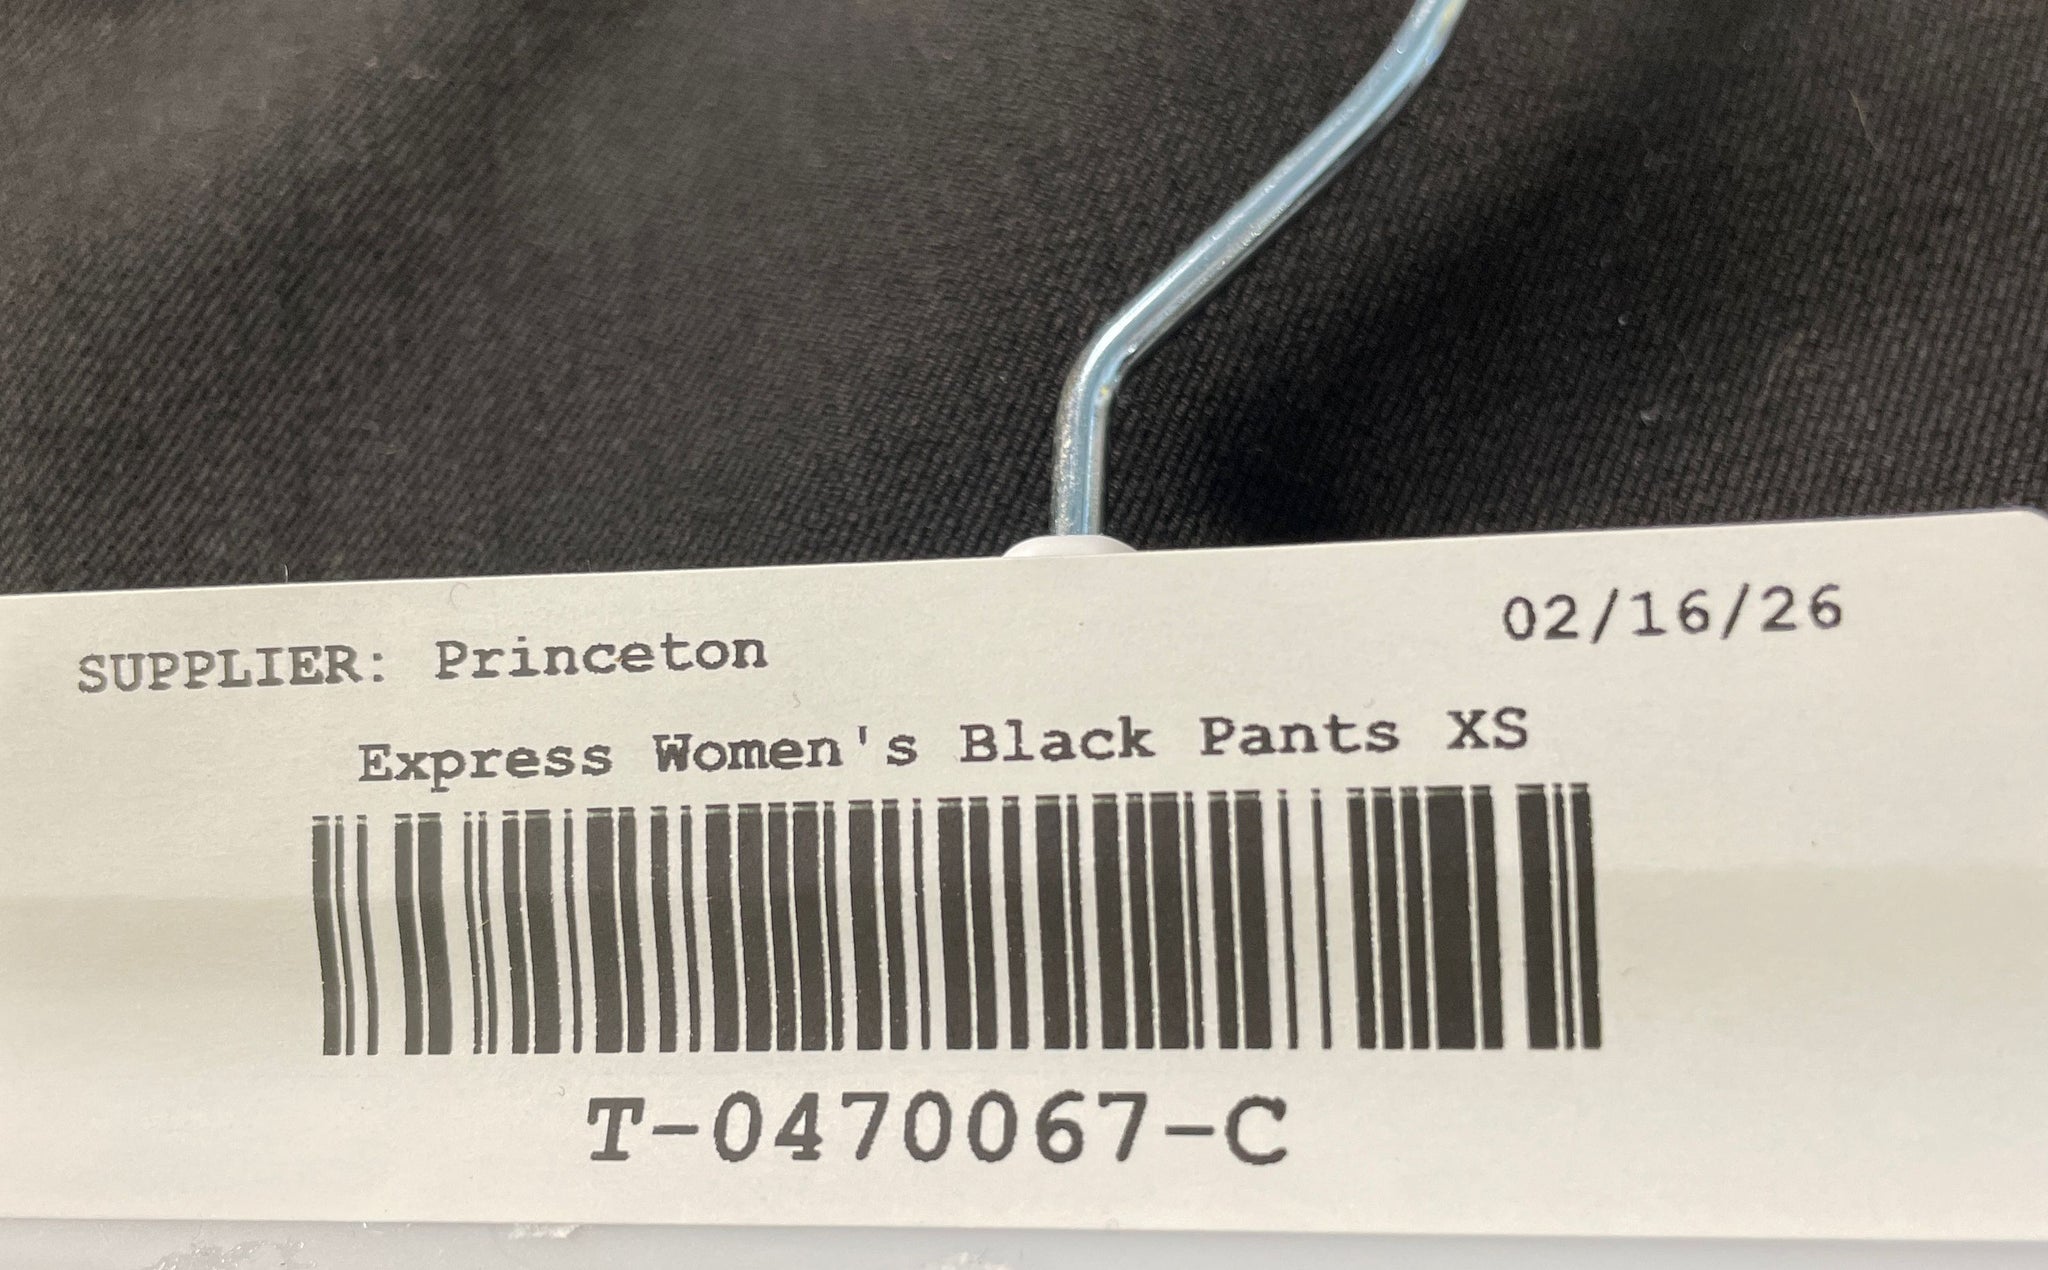 SUPPLIER: Princeton 02/16/26
Express Women's Black Pants XS
T-0470067-C